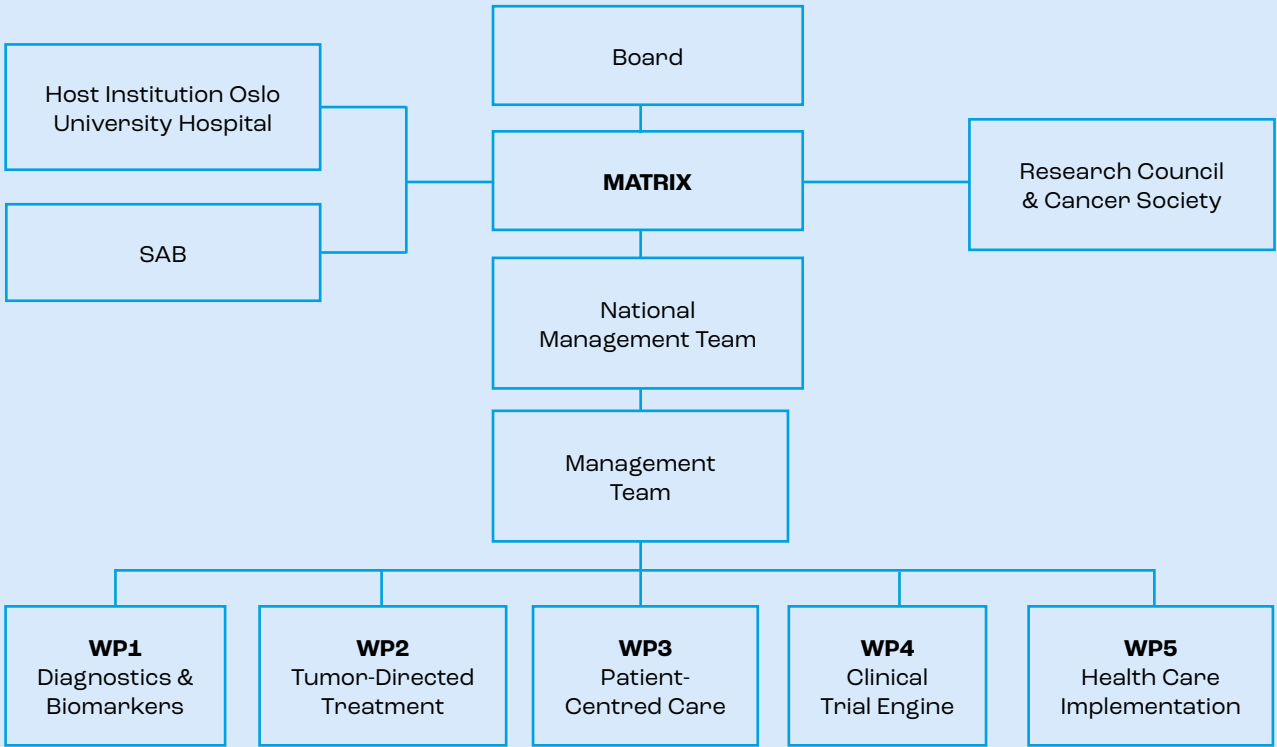 Board
Host Institution Oslo
University Hospital
MATRIX
Research Council
& Cancer Society
SAB
National
Management Team
Management
Team
WP1
Diagnostics &
Biomarkers
WP2
Tumor-Directed
Treatment
WP3
Patient-
Centred Care
WP4
Clinical
Trial Engine
WP5
Health Care
Implementation